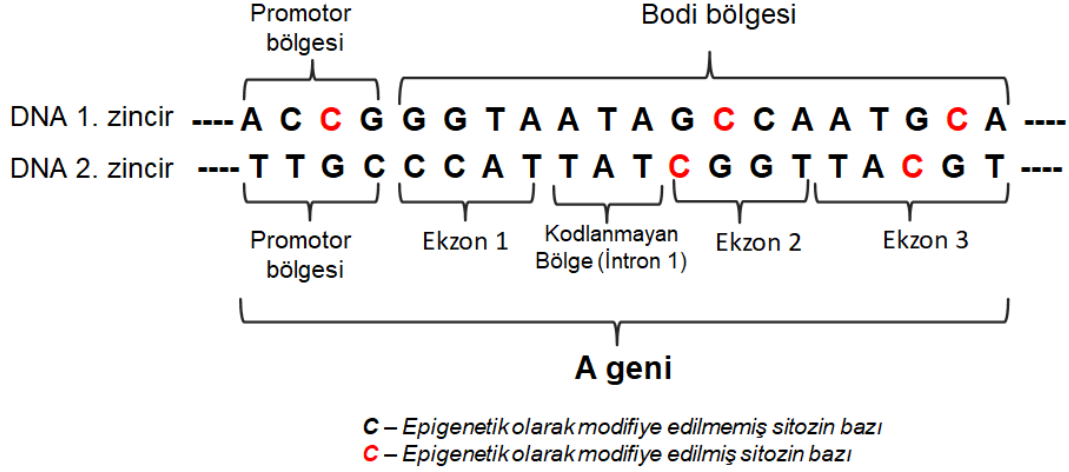 Promotor
bölgesi
Bodi bölgesi
DNA 1. zincir ----A C C G G G T A A T A G C C A A T G C A ----
DNA 2. zincir ----T T G C C C A T T A T C G G T T A C G T ----
Promotor
bölgesi
Ekzon 1
Kodlanmayan
Bölge (İntron 1)
Ekzon 2
Ekzon 3
A geni
C – Epigenetik olarak modifiye edilmemiş sitozin bazı
C – Epigenetik olarak modifiye edilmiş sitozin bazı